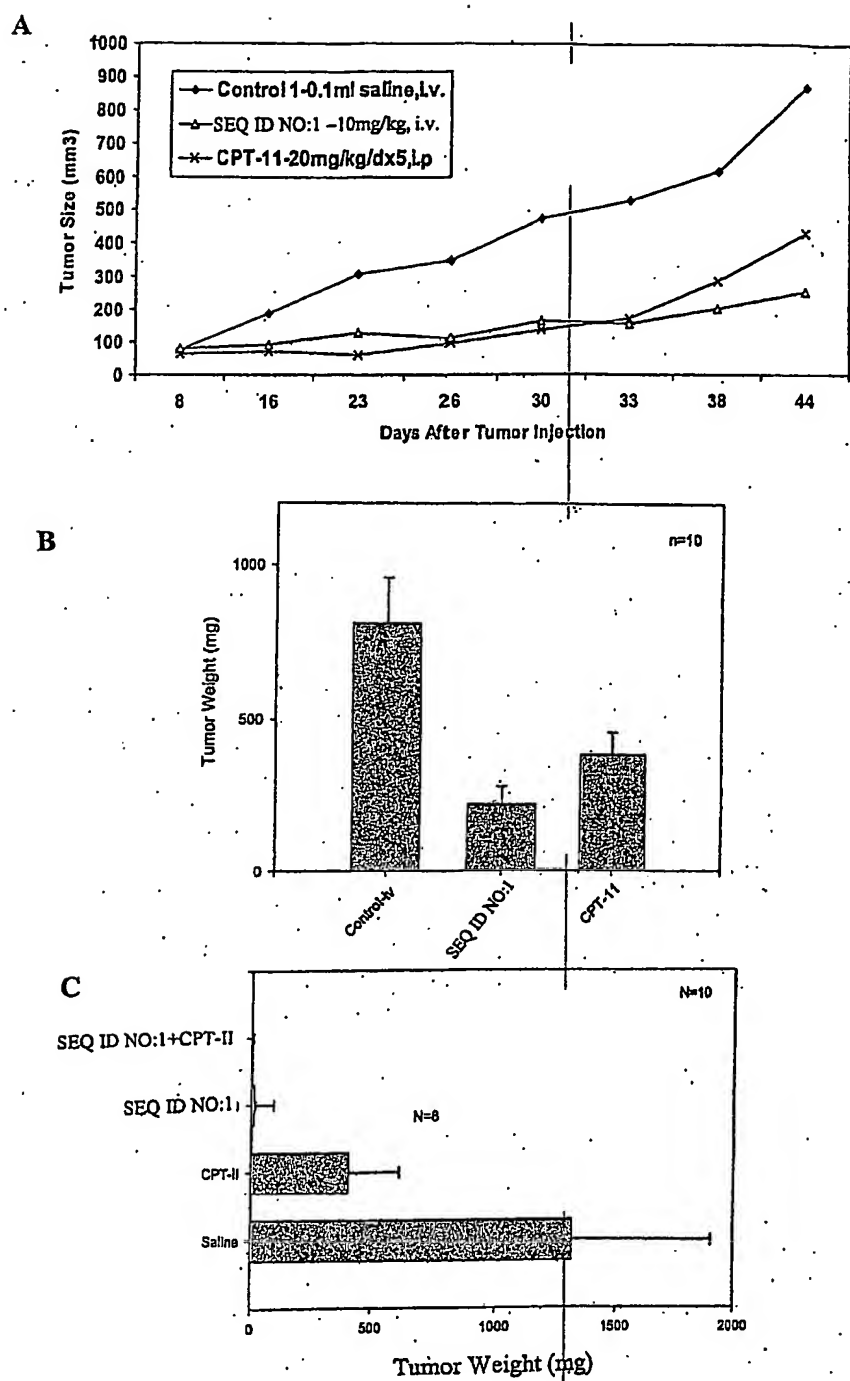 A
1000
900
800
700
600
500
400
300
200
100
0
Tumor Size (mm3)
Control 1-0.1ml saline,i.v.
SEQ ID NO:1 –10mg/kg, i.v.
CPT-11-20mg/kg/dx5,i.p
8 16 23 26 30 33 38 44
Days After Tumor Injection
B
n=10
1000
500
0
Tumor Weight (mg)
Control-iv
SEQ ID NO:1
CPT-11
C
N=10
SEQ ID NO:1+CPT-II
SEQ ID NO:1
N=8
CPT-II
Saline
0 500 1000 1500 2000
Tumor Weight (mg)